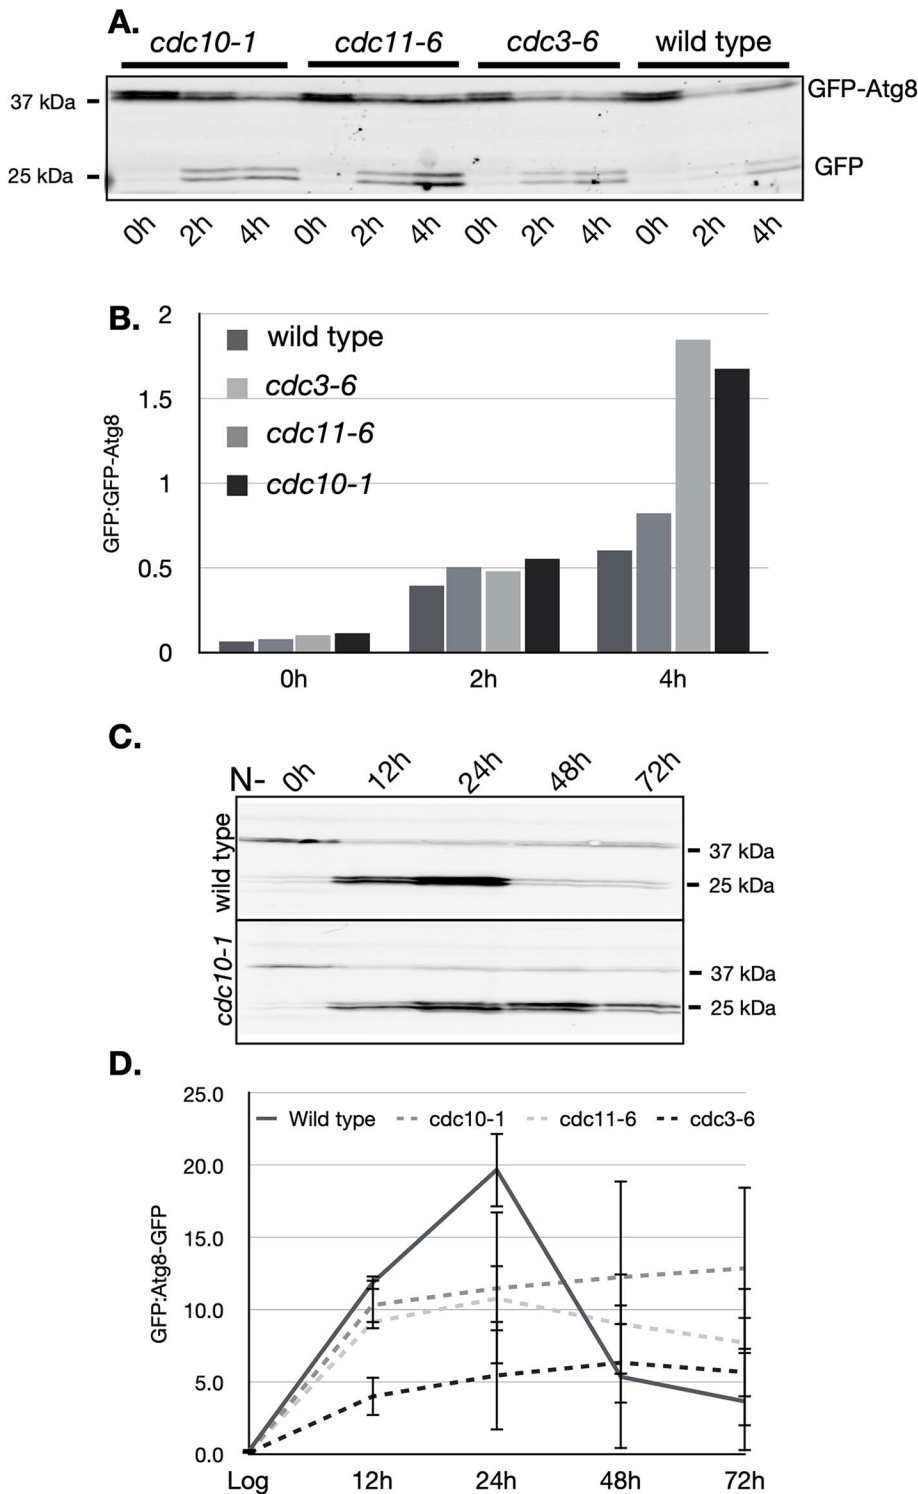 A.
cdc10-1 cdc11-6 cdc3-6 wild type
37 kDa GFP-Atg8
25 kDa GFP
0h 2h 4h 0h 2h 4h 0h 2h 4h 0h 2h 4h
B.
GFP:GFP-Atg8
2
1.5
1
0.5
0
wild type
cdc3-6
cdc11-6
cdc10-1
0h 2h 4h
C.
N- 0h 12h 24h 48h 72h
wild type
37 kDa
25 kDa
cdc10-1
37 kDa
25 kDa
D.
GFP:Atg8-GFP
25.0
20.0
15.0
10.0
5.0
0.0
Wild type cdc10-1 cdc11-6 cdc3-6
Log 12h 24h 48h 72h